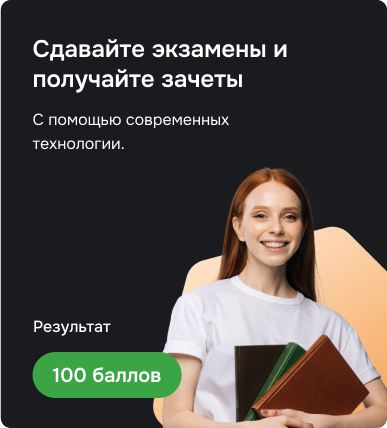 Сдавайте экзамены и
получайте зачеты
С помощью современных
технологии.
Результат
100 баллов